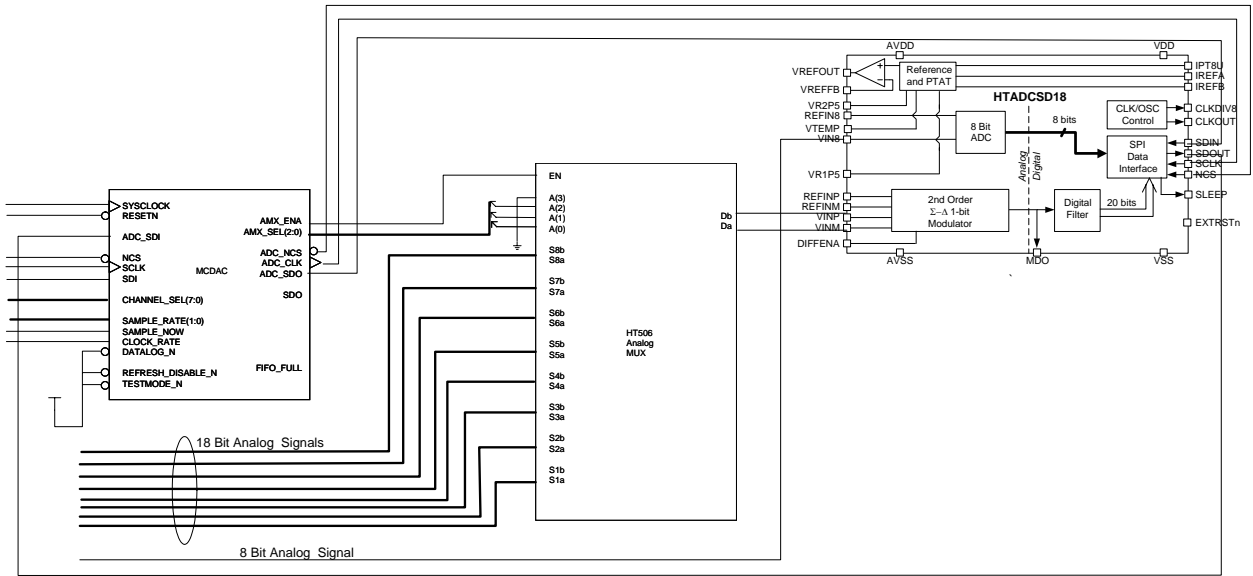 SYSCLOCK
RESETN
ADC_SDI
NCS
SCLK
SDI
CHANNEL_SEL(7:0)
SAMPLE_RATE(1:0)
SAMPLE_NOW
CLOCK_RATE
DATALOG_N
REFRESH_DISABLE_N
TESTMODE_N
MCDAC
AMX_ENA
AMX_SEL(2:0)
ADC_NCS
ADC_CLK
ADC_SDO
SDO
FIFO_FULL
18 Bit Analog Signals
8 Bit Analog Signal
EN
A(3)
A(2)
A(1)
A(0)
S8b
S8a
S7b
S7a
S6b
S6a
S5b
S5a
S4b
S4a
S3b
S3a
S2b
S2a
S1b
S1a
HT506
Analog
MUX
Db
Da
AVDD
VDD
VREFOUT
VREFFB
VR2P5
REFIN8
VTEMP
VIN8
VR1P5
REFINP
REFINM
VINP
VINM
DIFFENA
AVSS
MDO
VSS
+
−
Reference
and PTAT
HTADCSD18
8 Bit
ADC
8 bits
Analog
Digital
CLK/OSC
Control
SPI
Data
Interface
2nd Order
Σ-Δ 1-bit
Modulator
Digital
Filter
20 bits
IPT8U
IREFA
IREFB
CLKDIV8
CLKOUT
SDIN
SDOUT
SCLK
NCS
SLEEP
EXTRSTn